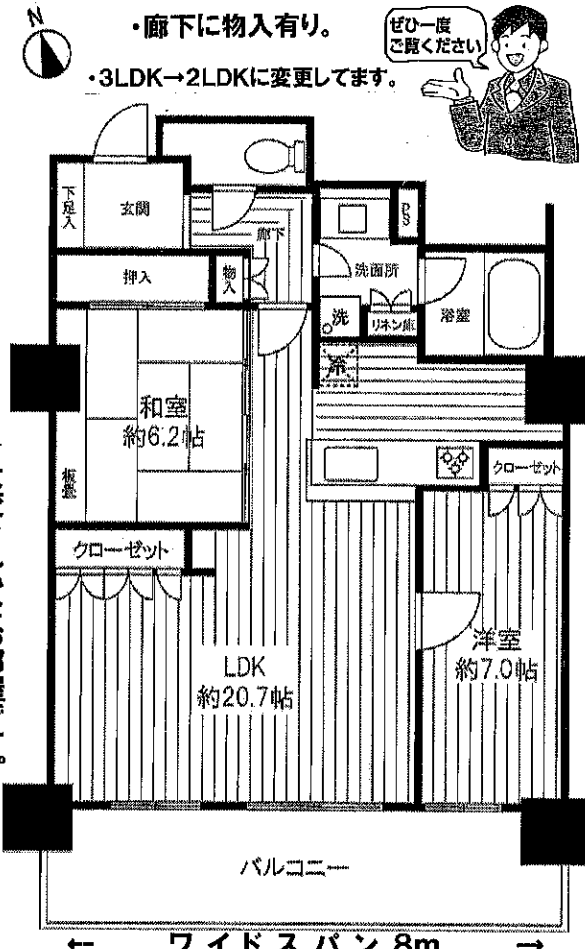 N
・廊下に物入有り。
ぜひ一度
ご覧ください
・3LDK→2LDKに変更してます。
下足入
玄関
廊下
PS
押入
物入
洗面所
洗
リネン庫
浴室
冷
和室
約6.2帖
板畳
クローゼット
クローゼット
LDK
約20.7帖
洋室
約7.0帖
バルコニー
← ワイドスパン8m →